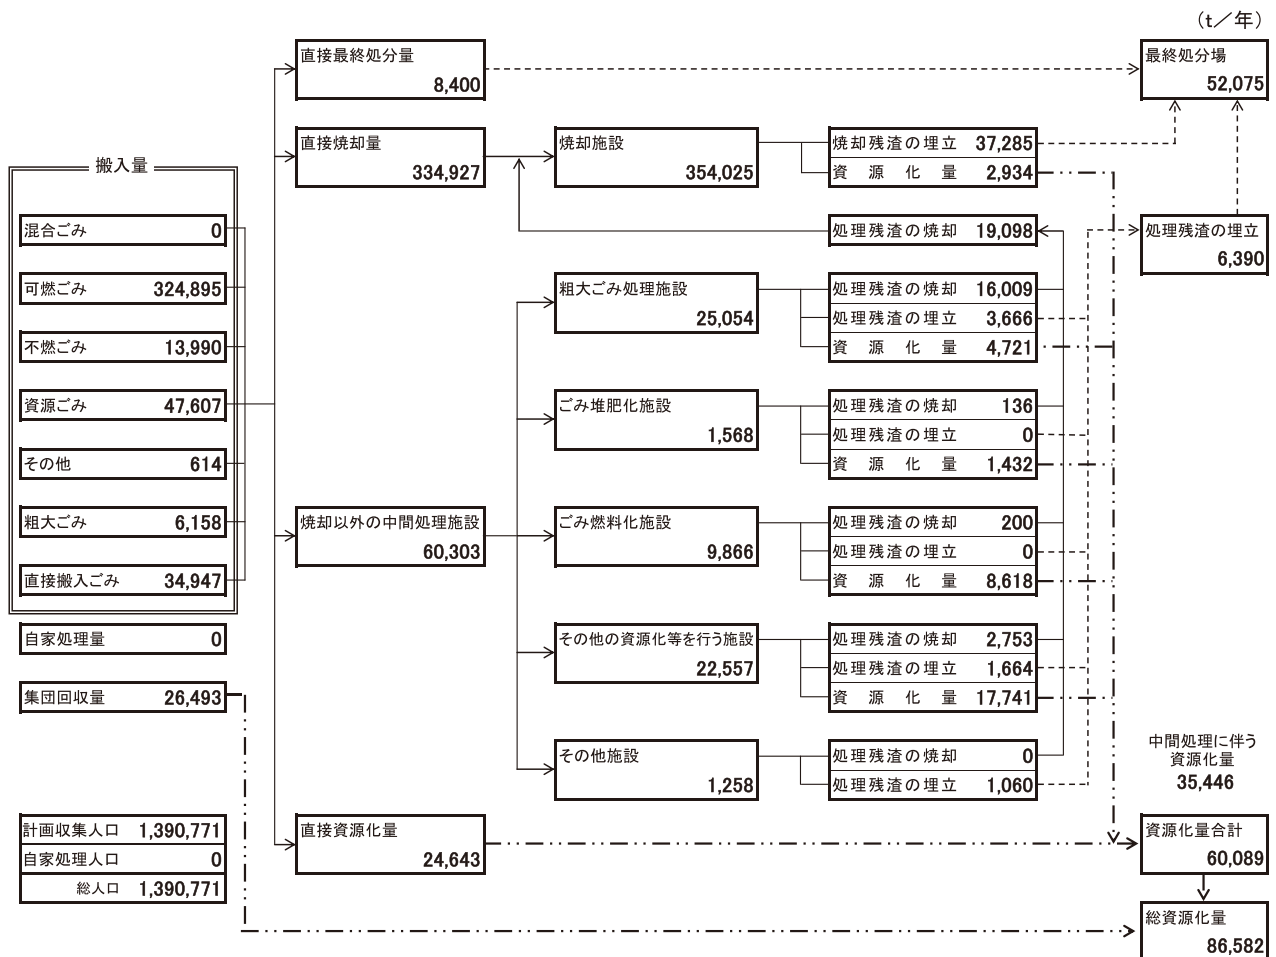 （t／年）
搬入量
混合ごみ 0
可燃ごみ 324,895
不燃ごみ 13,990
資源ごみ 47,607
その他 614
粗大ごみ 6,158
直接搬入ごみ 34,947
自家処理量 0
集団回収量 26,493
計画収集人口 1,390,771
自家処理人口 0
総人口 1,390,771
直接最終処分量
8,400
直接焼却量
334,927
焼却以外の中間処理施設
60,303
直接資源化量
24,643
焼却施設
354,025
粗大ごみ処理施設
25,054
ごみ堆肥化施設
1,568
ごみ燃料化施設
9,866
その他の資源化等を行う施設
22,557
その他施設
1,258
焼却残渣の埋立 37,285
資源化量 2,934
処理残渣の焼却 19,098
処理残渣の焼却 16,009
処理残渣の埋立 3,666
資源化量 4,721
処理残渣の焼却 136
処理残渣の埋立 0
資源化量 1,432
処理残渣の焼却 200
処理残渣の埋立 0
資源化量 8,618
処理残渣の焼却 2,753
処理残渣の埋立 1,664
資源化量 17,741
処理残渣の焼却 0
処理残渣の埋立 1,060
最終処分場
52,075
処理残渣の埋立
6,390
中間処理に伴う
資源化量
35,446
資源化量合計
60,089
総資源化量
86,582